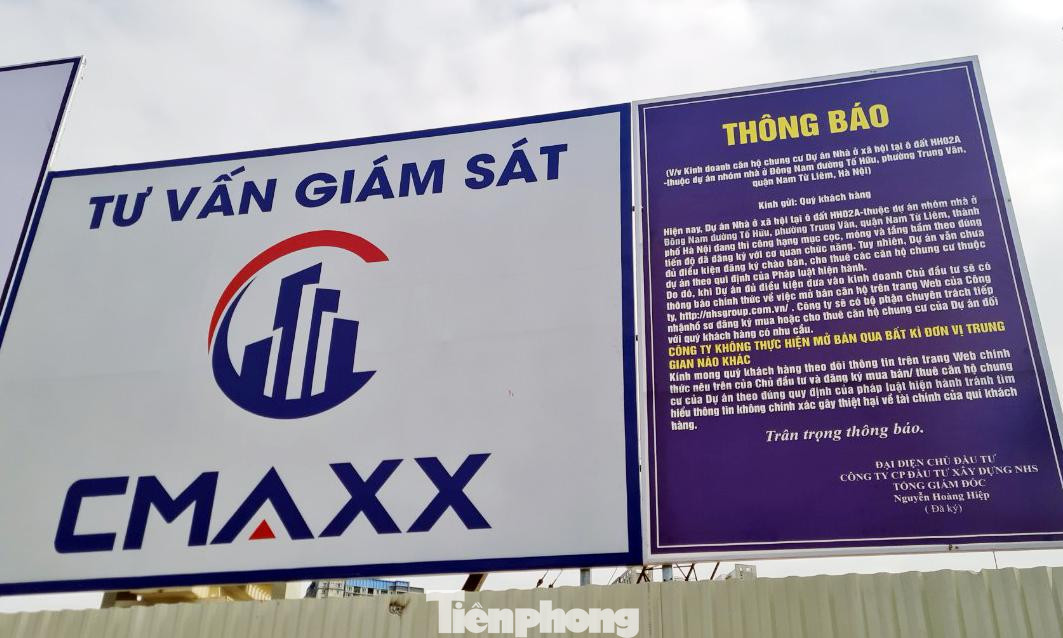 TƯ VẤN GIÁM SÁT
CMAXX
THÔNG BÁO
(V/v Kinh doanh căn hộ chung cư Dự án Nhà ở xã hội tại ô đất HH02A
-thuộc dự án nhóm nhà ở Đông Nam đường Tố Hữu, phường Trung Văn,
quận Nam Từ Liêm, Hà Nội)
Kính gửi: Quý khách hàng
Hiện nay, Dự án Nhà ở xã hội tại ô đất HH02A-thuộc dự án nhóm nhà ở
Đông Nam đường Tố Hữu, phường Trung Văn, quận Nam Từ Liêm, thành
phố Hà Nội đang thi công hạng mục cọc, móng và tầng hầm theo đúng
tiến độ đã đăng ký với cơ quan chức năng. Tuy nhiên, Dự án vẫn chưa
đủ điều kiện đăng ký chào bán, cho thuê các căn hộ chung cư thuộc
dự án theo qui định của Pháp luật hiện hành.
Do đó, khi Dự án đủ điều kiện đưa vào kinh doanh Chủ đầu tư sẽ có
thông báo chính thức về việc mở bán căn hộ trên trang Web của Công
ty, http://nhsgroup.com.vn/ . Công ty sẽ có bộ phận chuyên trách tiếp
nhậnhồ sơ đăng ký mua hoặc cho thuê căn hộ chung cư của Dự án đối
với quý khách hàng có nhu cầu.
CÔNG TY KHÔNG THỰC HIỆN MỞ BÁN QUA BẤT KÌ ĐƠN VỊ TRUNG
GIAN NÀO KHÁC
Kính mong quý khách hàng theo dõi thông tin trên trang Web chính
thức nêu trên của Chủ đầu tư và đăng ký mua bán/ thuê căn hộ chung
cư của Dự án theo đúng quy định của pháp luật hiện hành tránh tìm
hiểu thông tin không chính xác gây thiệt hại về tài chính của quí khách
hàng.
Trân trọng thông báo.
ĐẠI DIỆN CHỦ ĐẦU TƯ
CÔNG TY CP ĐẦU TƯ XÂY DỰNG NHS
TỔNG GIÁM ĐỐC
Nguyễn Hoàng Hiệp
( Đã ký)
Tiênphong